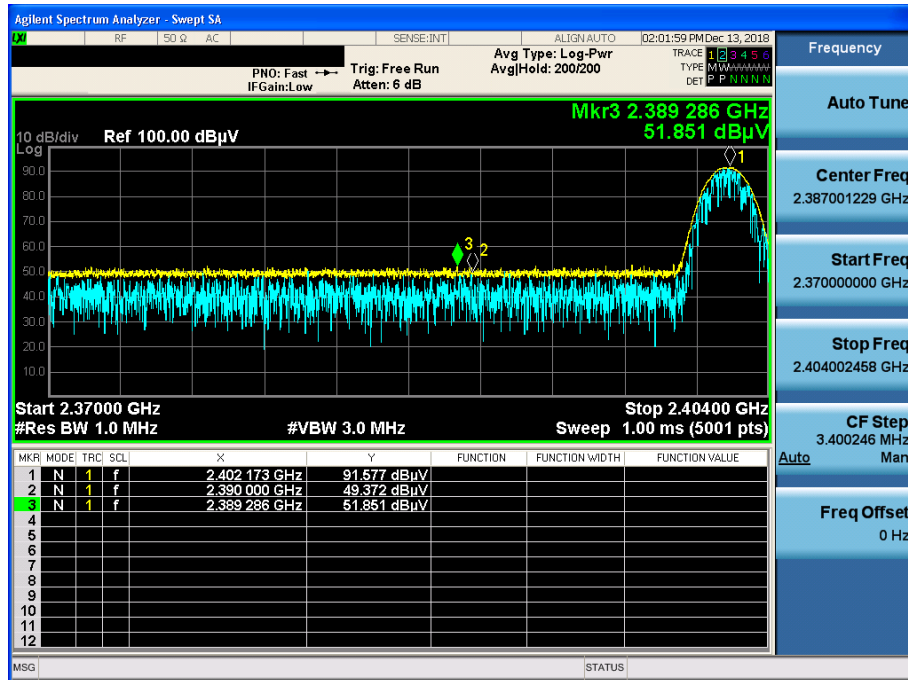 Agilent Spectrum Analyzer - Swept SA
LXI RF 50 Ω AC SENSE:INT ALIGN AUTO 02:01:59 PM Dec 13, 2018
PNO: Fast
IFGain:Low
Trig: Free Run
Atten: 6 dB
Avg Type: Log-Pwr
Avg|Hold: 200/200
TRACE 1 2 3 4 5 6
TYPE M W W W W W
DET P P N N N N
Mkr3 2.389 286 GHz
51.851 dBµV
10 dB/div Ref 100.00 dBµV
Log
90.0
80.0
70.0
60.0
50.0
40.0
30.0
20.0
10.0
1
3
2
Start 2.37000 GHz
Stop 2.40400 GHz
#Res BW 1.0 MHz #VBW 3.0 MHz Sweep 1.00 ms (5001 pts)
MKR MODE TRC SCL X Y FUNCTION FUNCTION WIDTH FUNCTION VALUE
1 N 1 f 2.402 173 GHz 91.577 dBµV
2 N 1 f 2.390 000 GHz 49.372 dBµV
3 N 1 f 2.389 286 GHz 51.851 dBµV
4
5
6
7
8
9
10
11
12
MSG STATUS
Frequency
Auto Tune
Center Freq
2.387001229 GHz
Start Freq
2.370000000 GHz
Stop Freq
2.404002458 GHz
CF Step
3.400246 MHz
Auto Man
Freq Offset
0 Hz